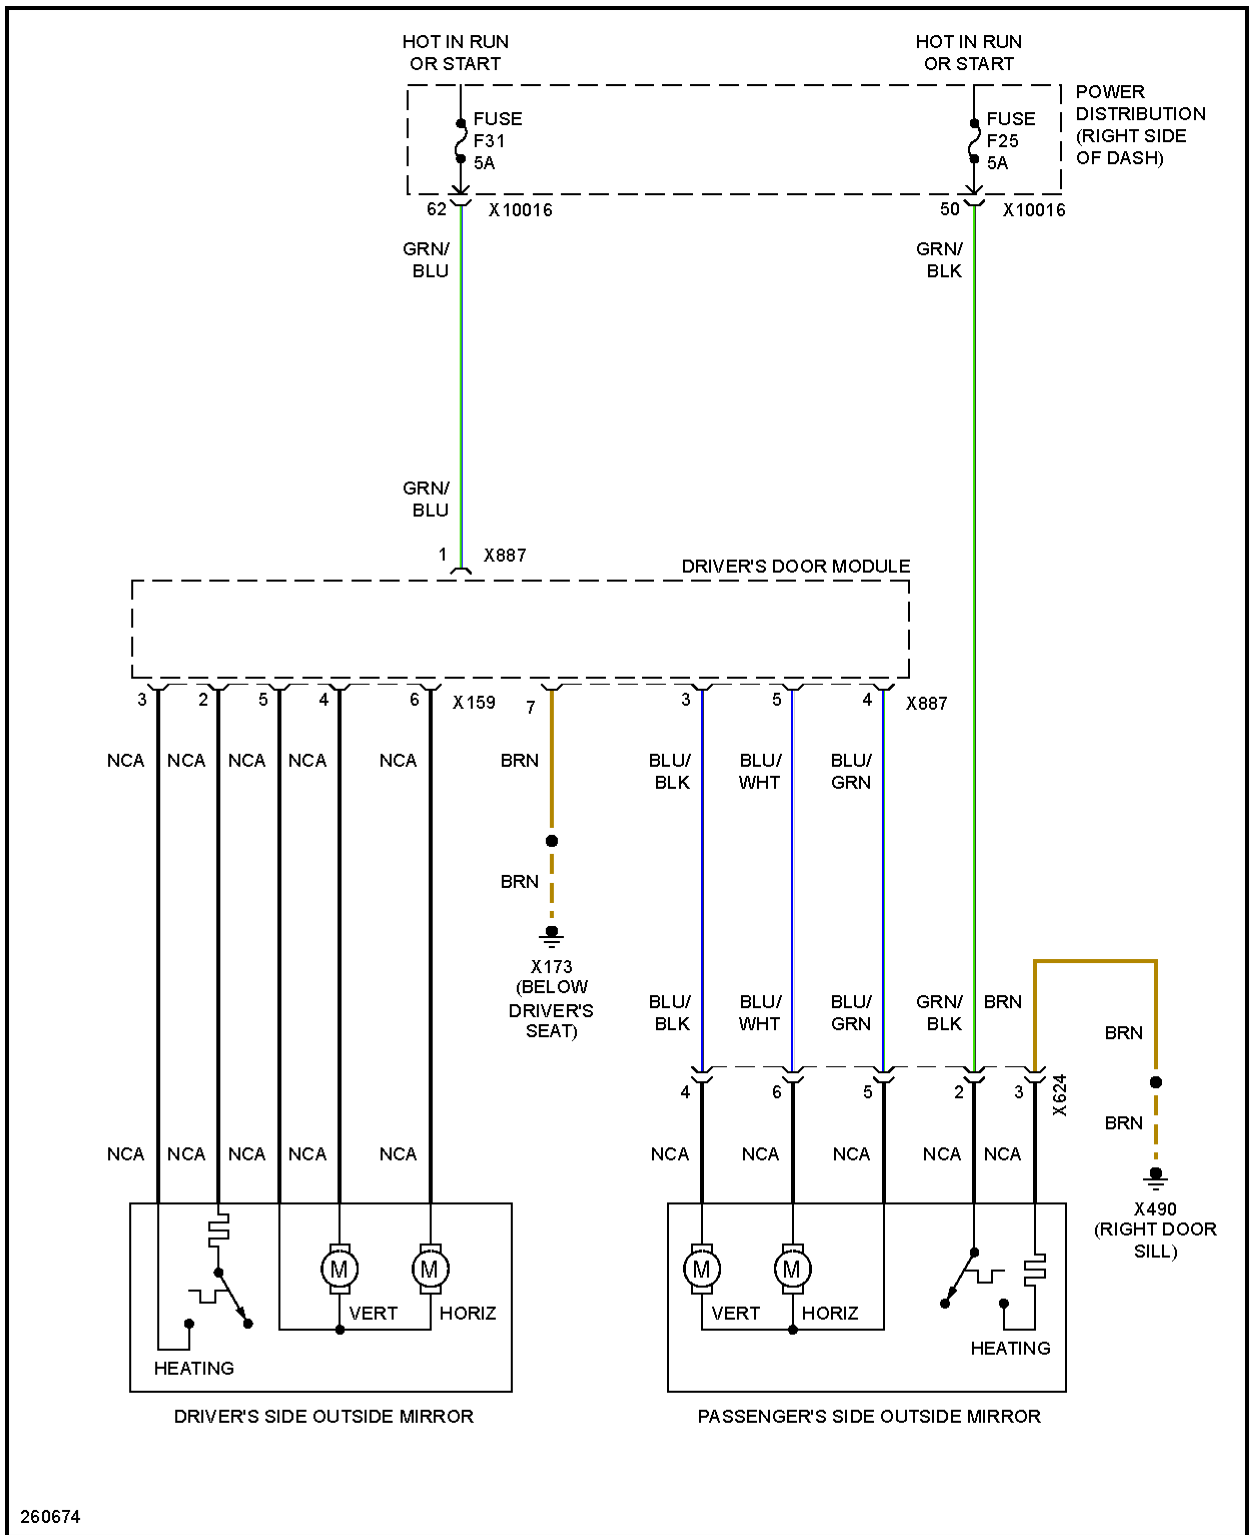 HOT IN RUN
OR START
HOT IN RUN
OR START
POWER
DISTRIBUTION
(RIGHT SIDE
OF DASH)
FUSE
F31
5A
FUSE
F25
5A
62 X10016
50 X10016
GRN/
BLU
GRN/
BLK
GRN/
BLU
1 X887
DRIVER'S DOOR MODULE
3 2 5 4 6 X159 7 3 5 4 X887
NCA NCA NCA NCA NCA BRN
BLU/
BLK
BLU/
WHT
BLU/
GRN
BRN
X173
(BELOW
DRIVER'S
SEAT)
BLU/
BLK
BLU/
WHT
BLU/
GRN
GRN/
BLK
BRN
BRN
4 6 5 2 3 X624
BRN
NCA NCA NCA NCA NCA
NCA NCA NCA NCA NCA
X490
(RIGHT DOOR
SILL)
M M
VERT HORIZ
HEATING
M M
VERT HORIZ
HEATING
DRIVER'S SIDE OUTSIDE MIRROR
PASSENGER'S SIDE OUTSIDE MIRROR
260674